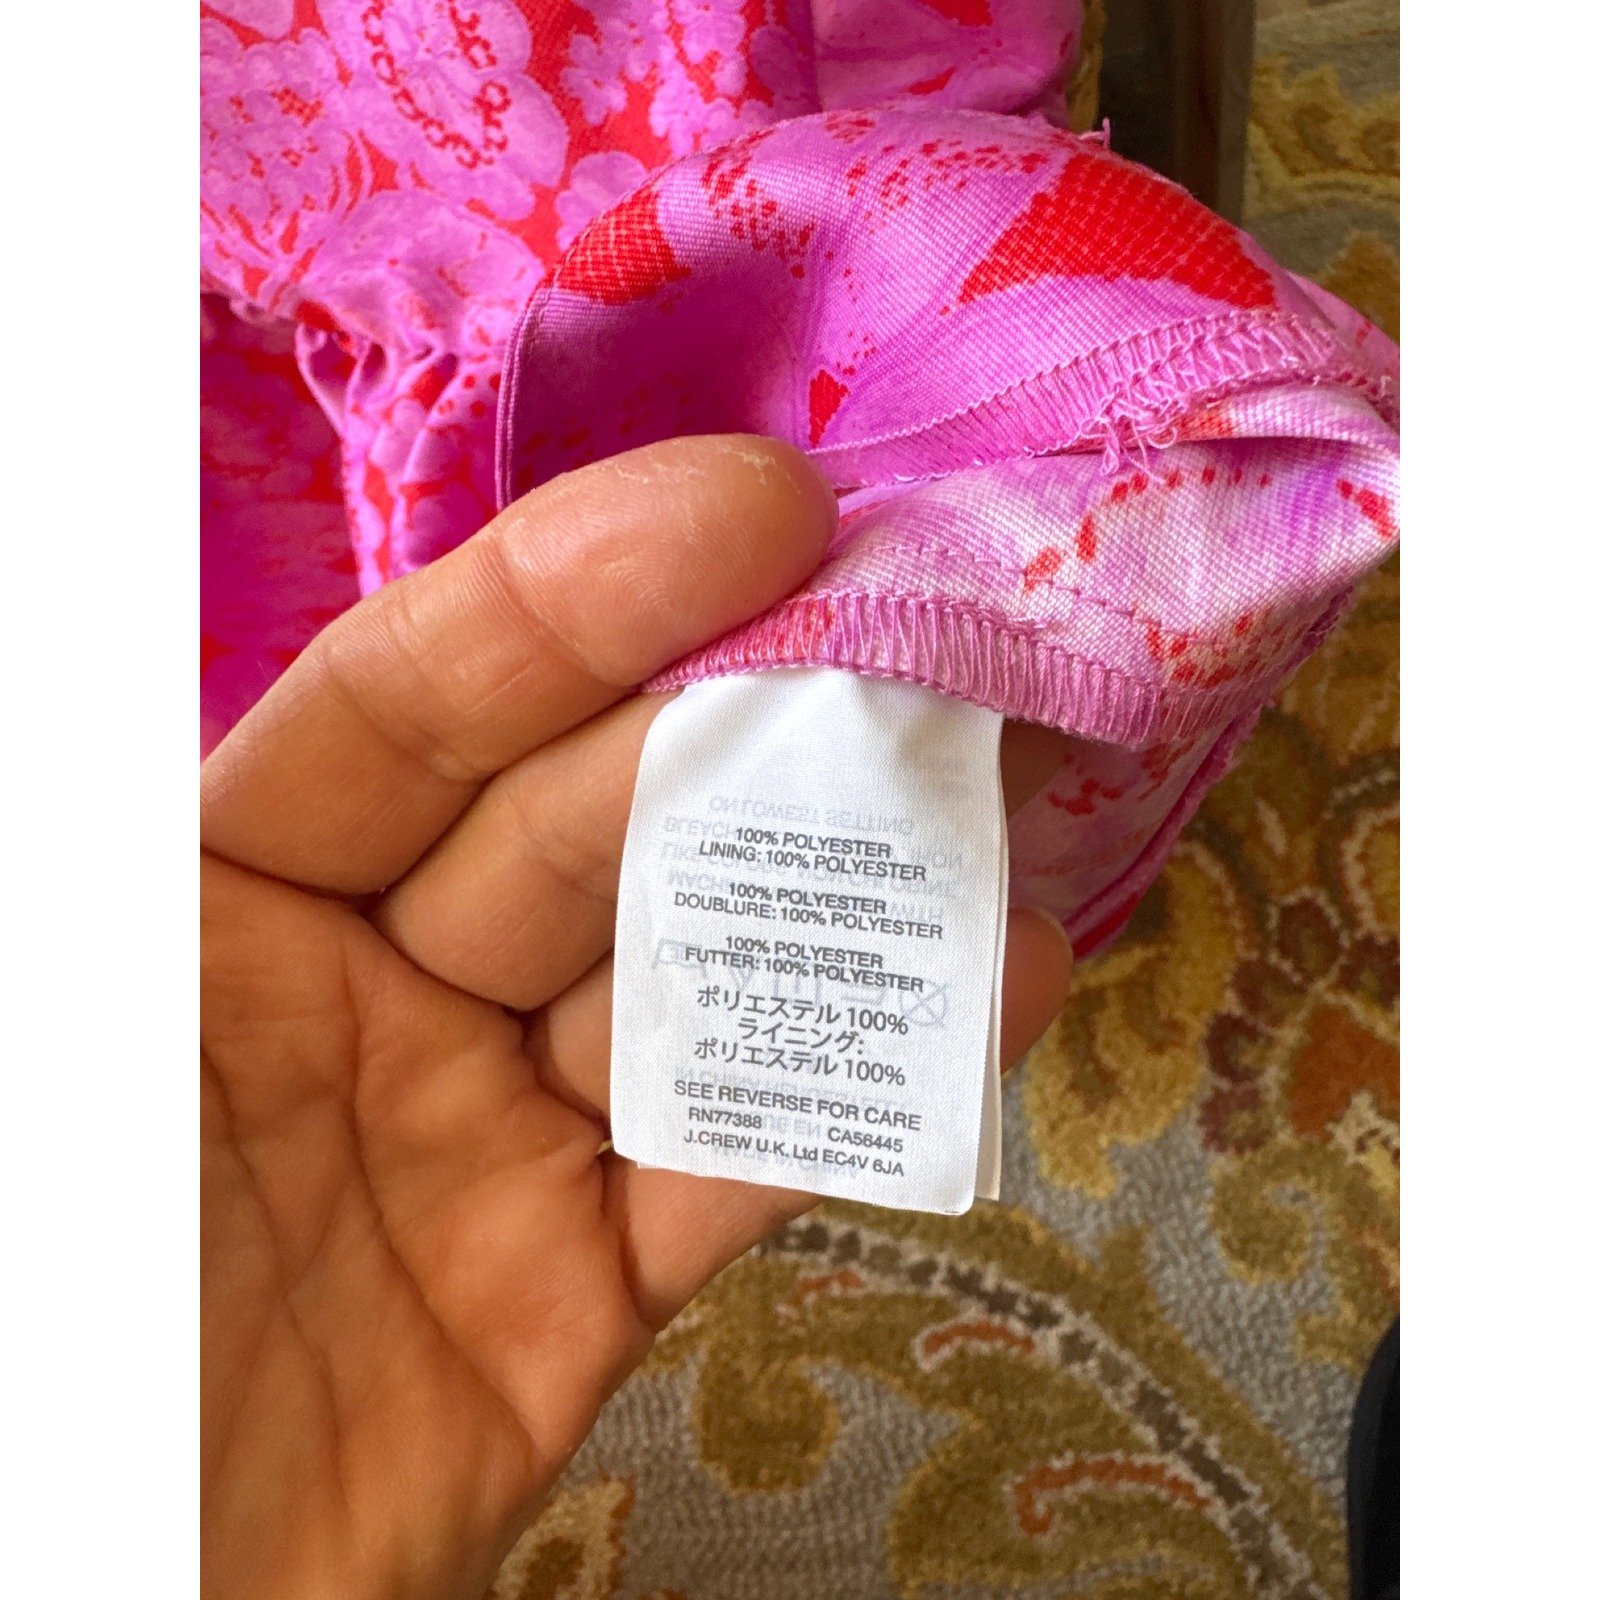 100% POLYESTER
LINING: 100% POLYESTER
100% POLYESTER
DOUBLURE: 100% POLYESTER
100% POLYESTER
FUTTER: 100% POLYESTER
ポリエステル 100%
ライニング:
ポリエステル 100%
SEE REVERSE FOR CARE
RN77388 CA56445
J.CREW U.K. Ltd EC4V 6JA